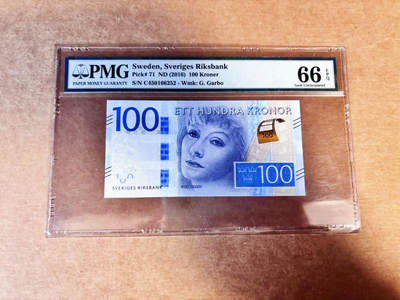 PMG
PAPER MONEY GUARANTY
Sweden, Sveriges Riksbank
Pick# 71 ND (2016) 100 Kronor
S/N C450166252 - Wmk: G. Garbo
66 EPQ
Gem Uncirculated
100
ETT HUNDRA KRONOR
SVERIGES RIKSBANK
100